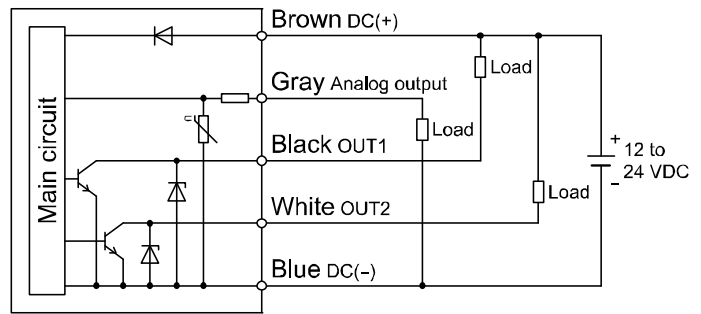 Brown DC(+)
Load
Gray Analog output
Load
Main circuit
Black OUT1
+
12 to
24 VDC
−
Load
White OUT2
Blue DC(−)